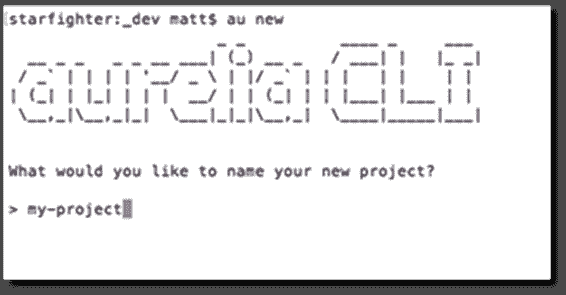 starfighter:_dev matt$ au new
aurelia CLI
What would you like to name your new project?
> my-project